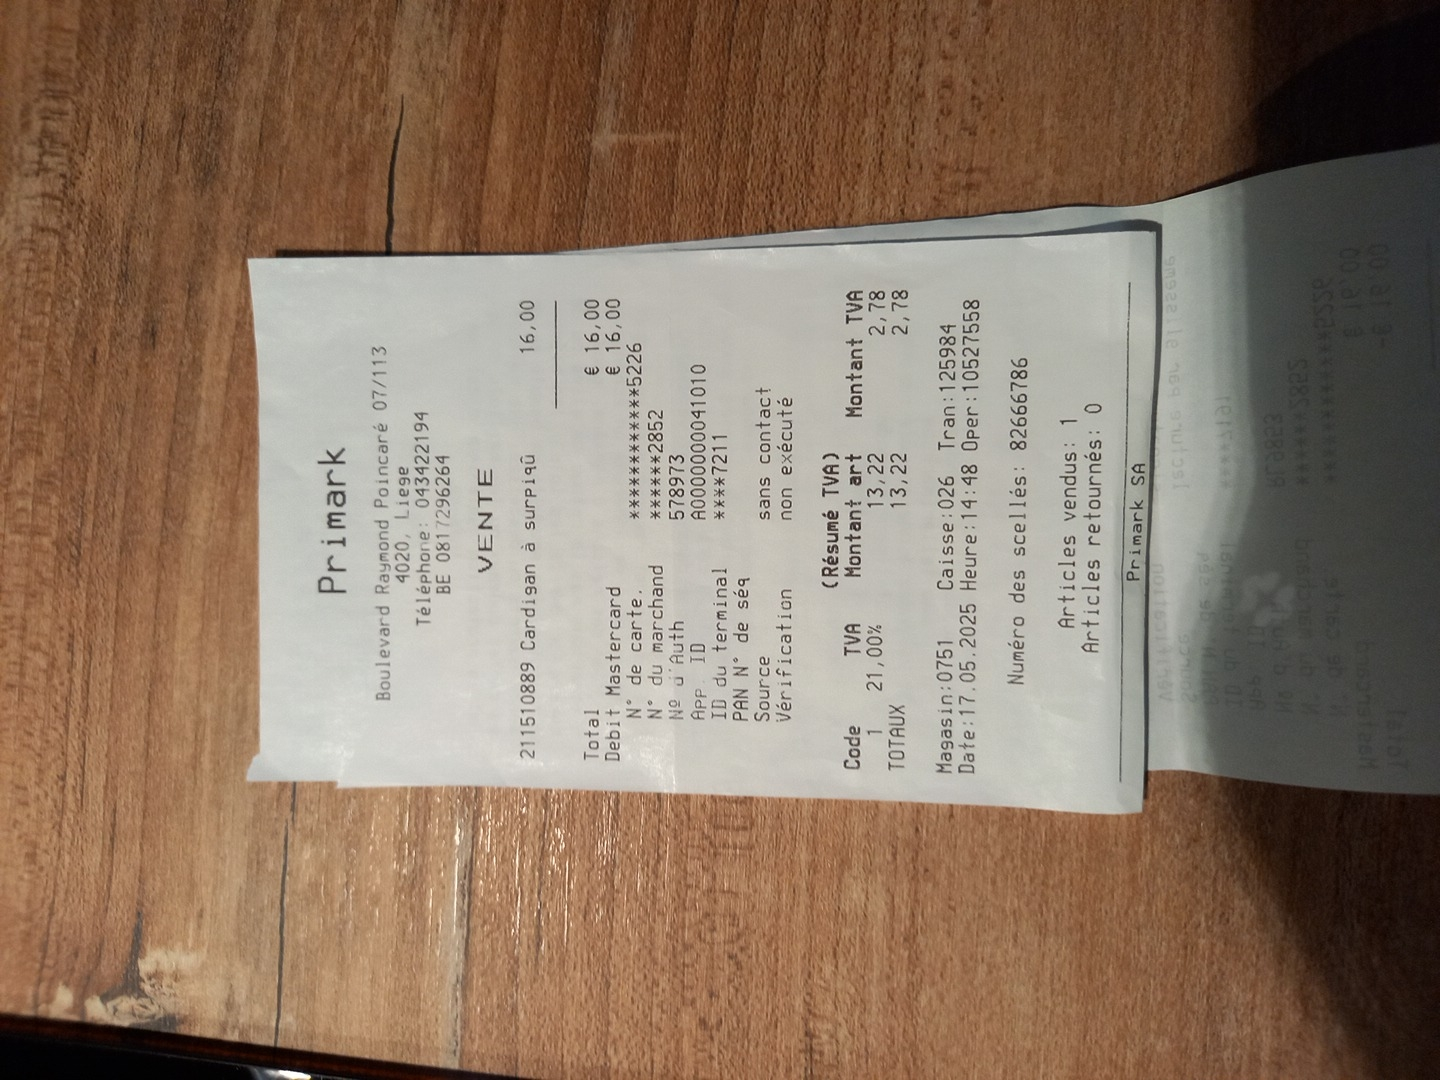 Primark
Boulevard Raymond Poincaré 07/113
4020, Liege
Téléphone: 043422194
BE 0817296264
VENTE
211510889 Cardigan à surpiqû 16,00
Total € 16,00
Debit Mastercard € 16,00
N° de carte. ************5226
N° du marchand ******2852
Nº d'Auth 578973
App. ID A0000000041010
ID du terminal ****7211
PAN N° de séq
Source sans contact
Vérification non exécuté
(Résumé TVA)
Code TVA Montant art Montant TVA
1 21,00% 13,22 2,78
TOTAUX 13,22 2,78
Magasin:0751 Caisse:026 Tran:125984
Date:17.05.2025 Heure:14:48 Oper:10527558
Numéro des scellés: 82666786
Articles vendus: 1
Articles retournés: 0
Primark SA